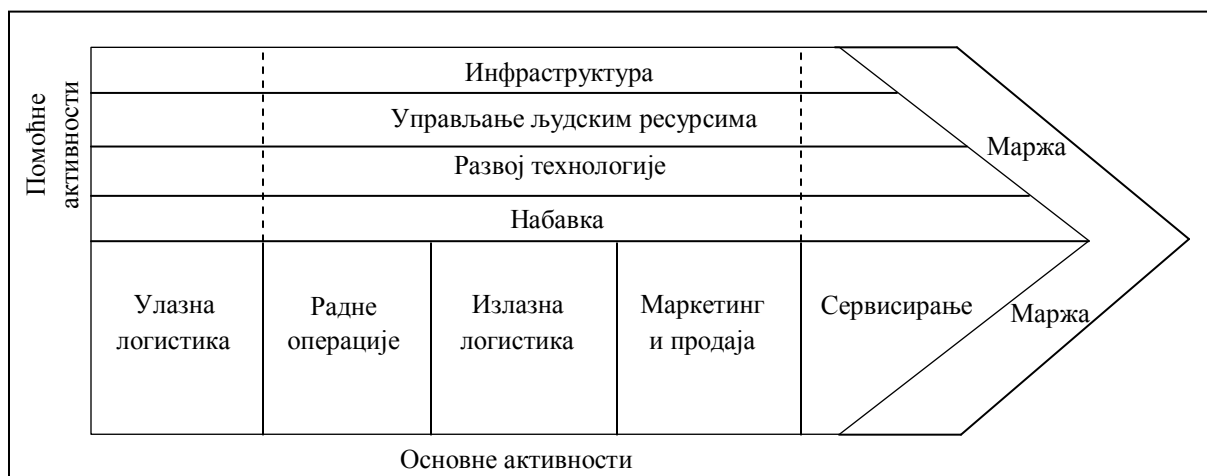 Помоћне
активности
Инфраструктура
Управљање људским ресурсима
Развој технологије
Набавка
Маржа
Улазна
логистика
Радне
операције
Излазна
логистика
Маркетинг
и продаја
Сервисирање
Маржа
Основне активности